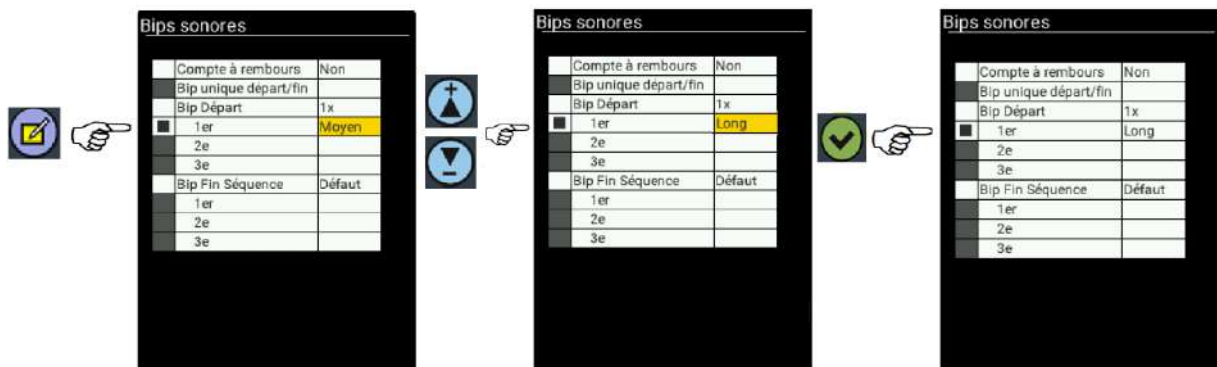 Bips sonores
Compte à rembours Non
Bip unique départ/fin
Bip Départ 1x
1er Moyen
2e
3e
Bip Fin Séquence Défaut
1er
2e
3e
Bips sonores
Compte à rembours Non
Bip unique départ/fin
Bip Départ 1x
1er Long
2e
3e
Bip Fin Séquence Défaut
1er
2e
3e
Bips sonores
Compte à rembours Non
Bip unique départ/fin
Bip Départ 1x
1er Long
2e
3e
Bip Fin Séquence Défaut
1er
2e
3e